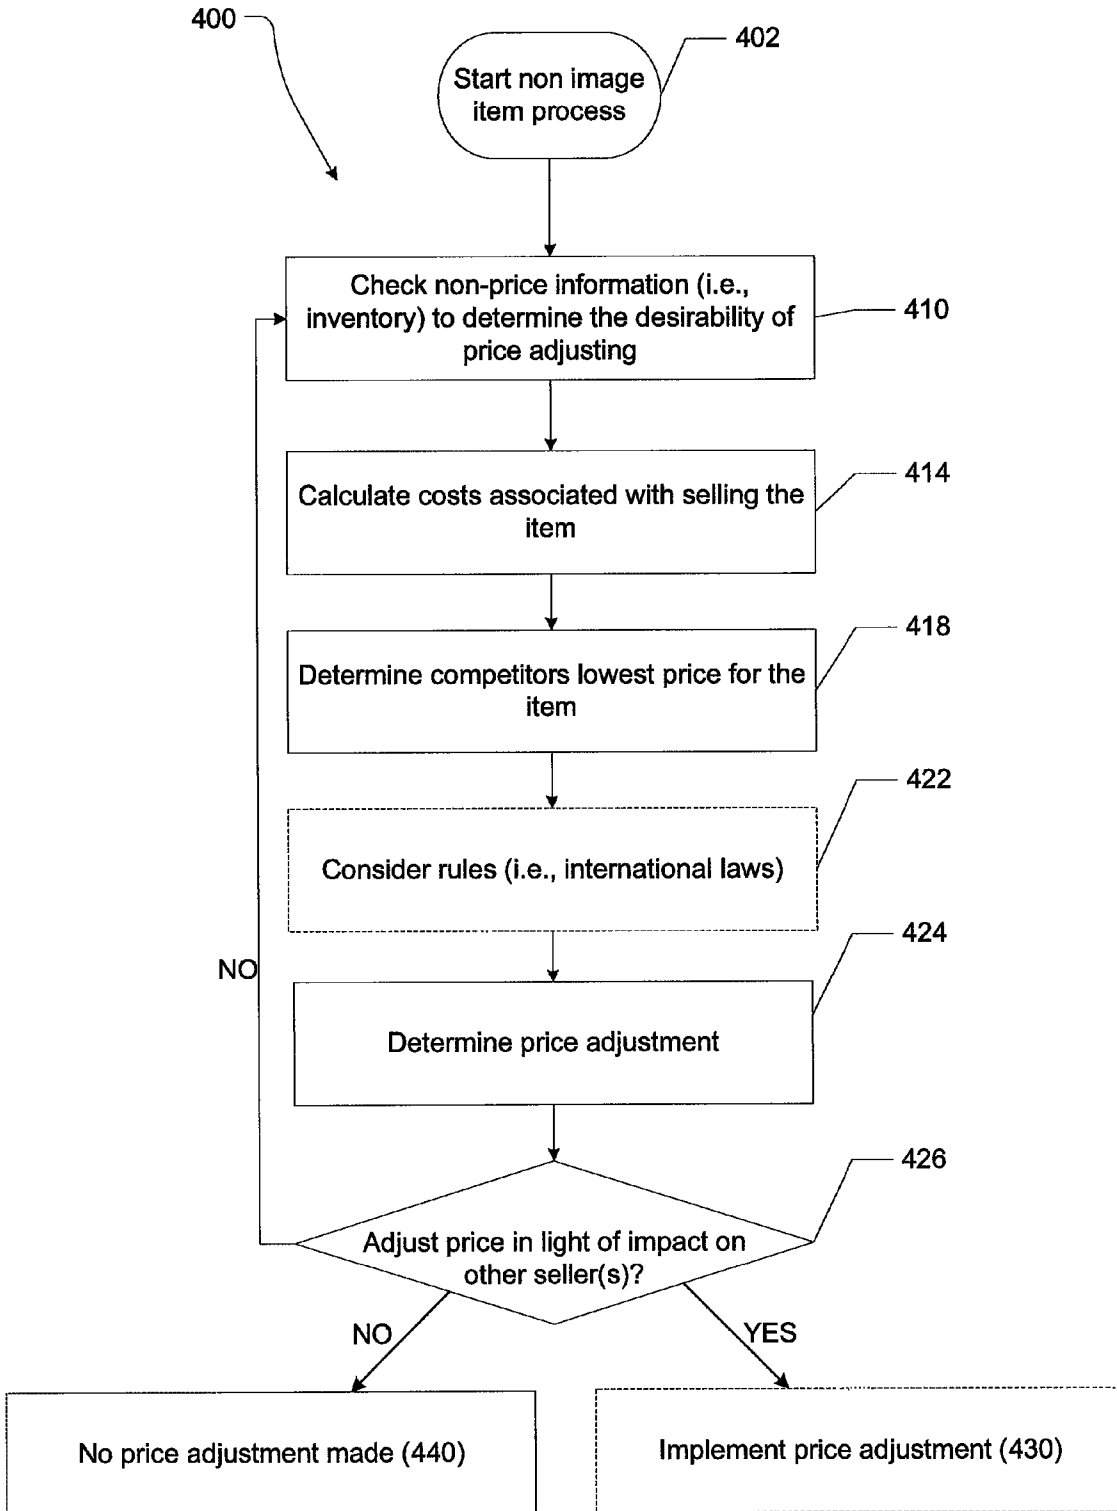 400
402
Start non image
item process
Check non-price information (i.e.,
inventory) to determine the desirability of
price adjusting
410
Calculate costs associated with selling the
item
414
Determine competitors lowest price for the
item
418
Consider rules (i.e., international laws)
422
Determine price adjustment
424
NO
Adjust price in light of impact on
other seller(s)?
426
NO
YES
No price adjustment made (440)
Implement price adjustment (430)